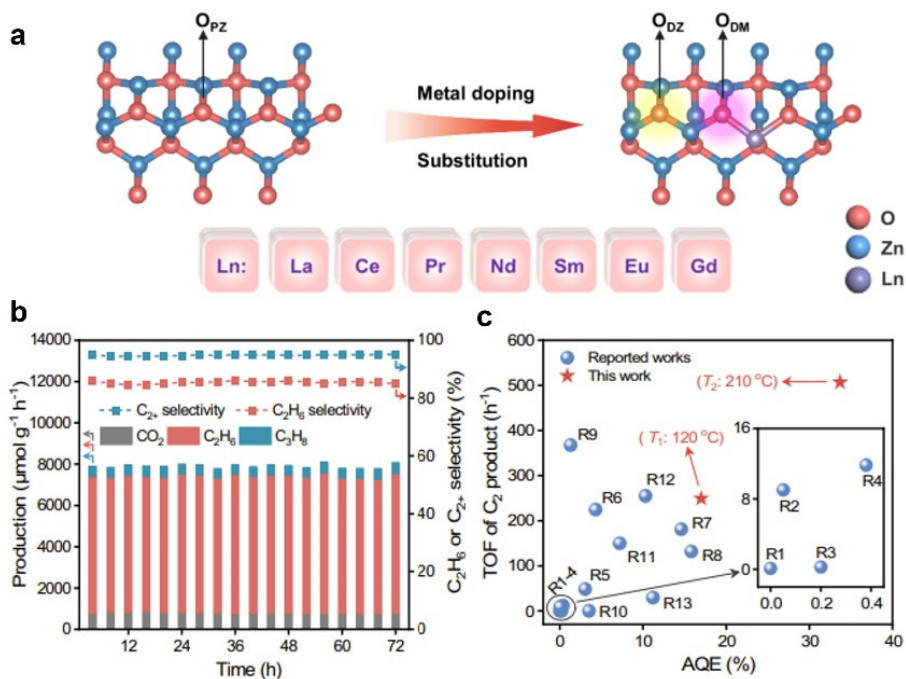 a
O_PZ
O_DZ O_DM
Metal doping
Substitution
O
Zn
Ln
Ln: La Ce Pr Nd Sm Eu Gd
b
14000
12000
10000
8000
6000
4000
2000
0
Production (μmol g⁻¹ h⁻¹)
C₂₊ selectivity C₂H₆ selectivity
CO₂ C₂H₆ C₃H₈
100
80
60
40
20
0
C₂H₆ or C₂₊ selectivity (%)
12 24 36 48 60 72
Time (h)
c
600
500
400
300
200
100
0
TOF of C₂ product (h⁻¹)
Reported works
This work
(T₂: 210 °C)
(T₁: 120 °C)
R9
R12
R6
R7
R11
R8
R5
R1-4
R10
R13
16
8
0
R4
R2
R1
R3
0.0 0.2 0.4
0 10 20 30 40
AQE (%)